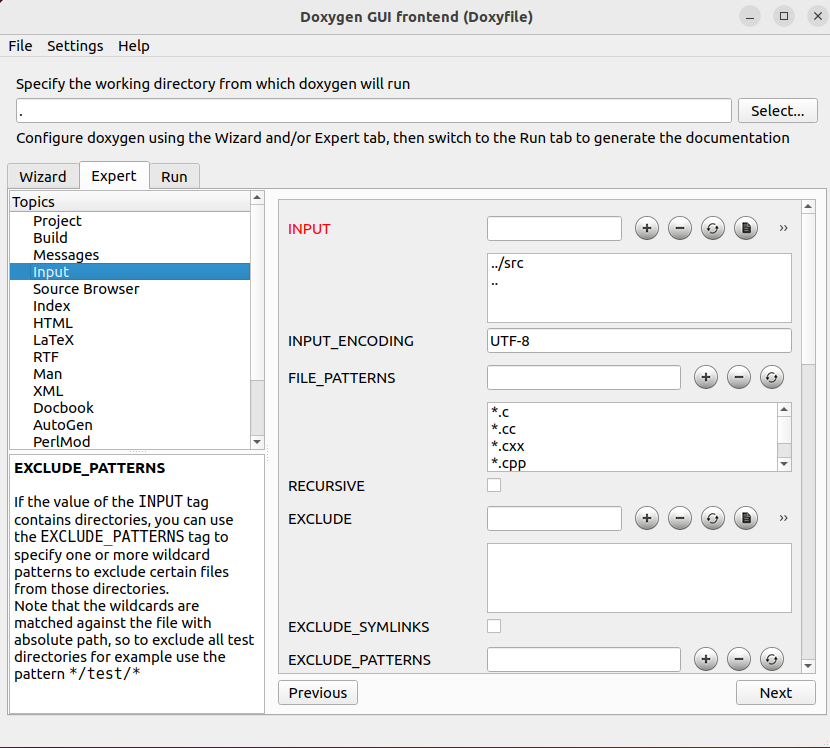 Doxygen GUI frontend (Doxyfile)
File Settings Help
Specify the working directory from which doxygen will run
. Select...
Configure doxygen using the Wizard and/or Expert tab, then switch to the Run tab to generate the documentation
Wizard Expert Run
Topics
Project
Build
Messages
Input
Source Browser
Index
HTML
LaTeX
RTF
Man
XML
Docbook
AutoGen
PerlMod
EXCLUDE_PATTERNS
If the value of the INPUT tag
contains directories, you can use
the EXCLUDE_PATTERNS tag to
specify one or more wildcard
patterns to exclude certain files
from those directories.
Note that the wildcards are
matched against the file with
absolute path, so to exclude all test
directories for example use the
pattern */test/*
INPUT
../src
..
INPUT_ENCODING UTF-8
FILE_PATTERNS
*.c
*.cc
*.cxx
*.cpp
RECURSIVE
EXCLUDE
EXCLUDE_SYMLINKS
EXCLUDE_PATTERNS
Previous Next